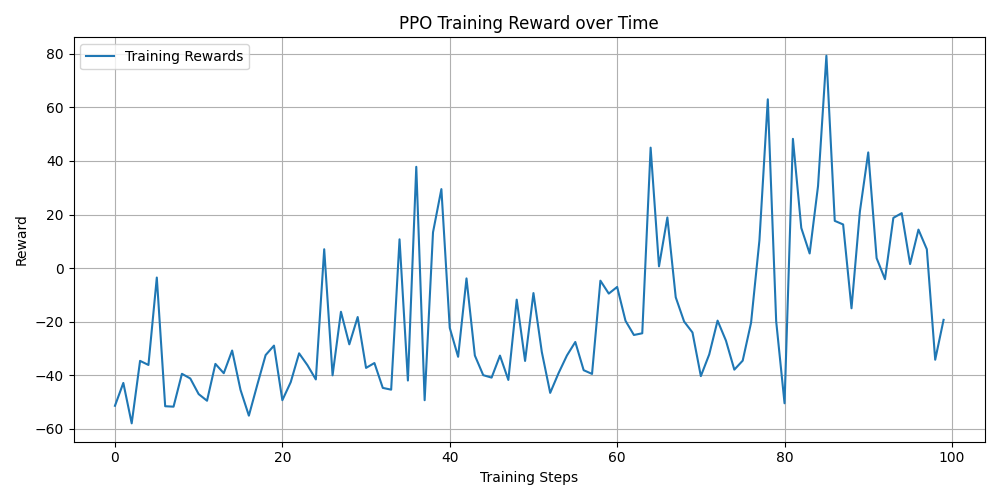 PPO Training Reward over Time
Training Rewards
80
60
40
20
0
−20
−40
−60
Reward
0 20 40 60 80 100
Training Steps